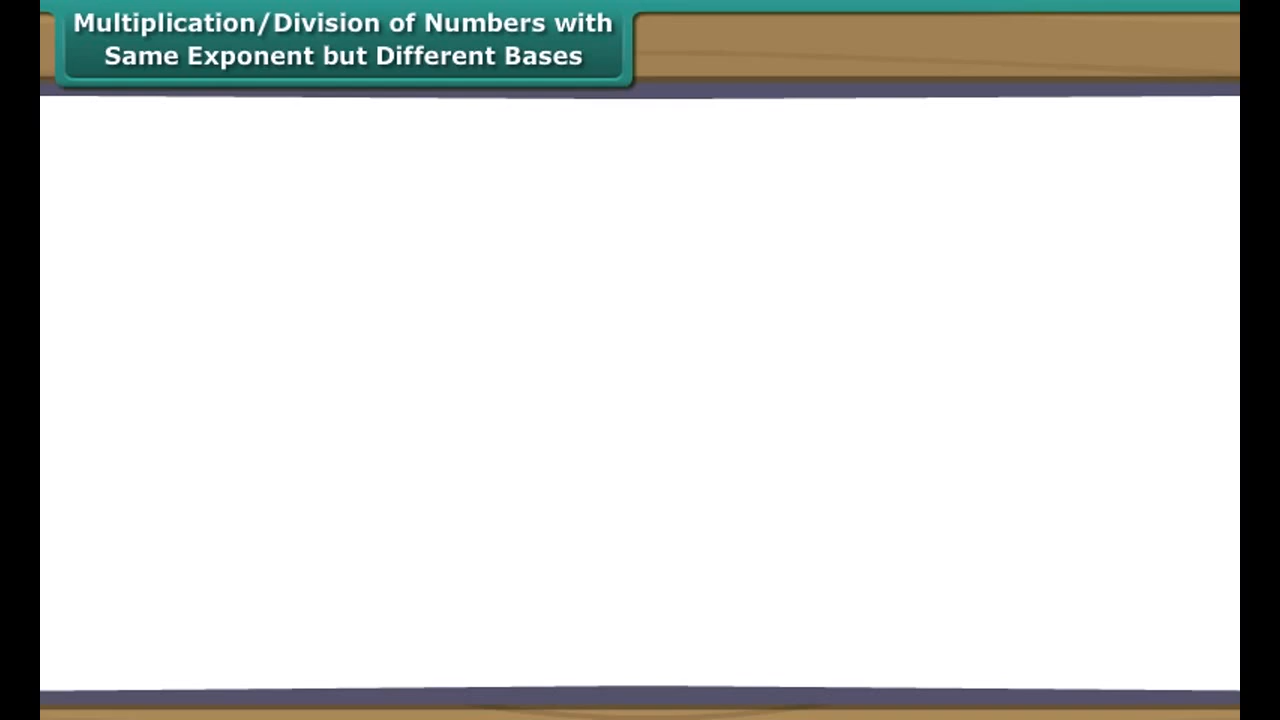 Multiplication/Division of Numbers with
Same Exponent but Different Bases